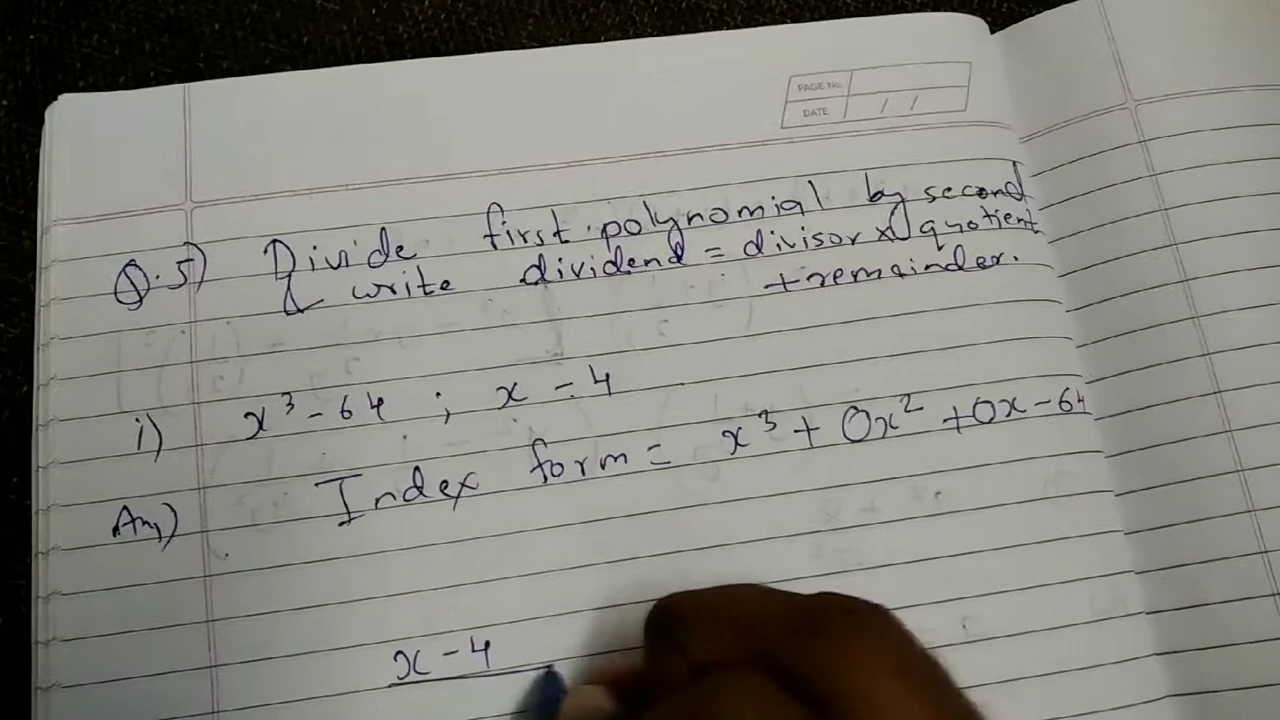 PAGE NO.
DATE / /
Q.5) Divide first polynomial by second
& write dividend = divisor x quotient
+ remainder.
i) x³ - 64 ; x - 4
Ans) Index form = x³ + 0x² + 0x - 64
x - 4